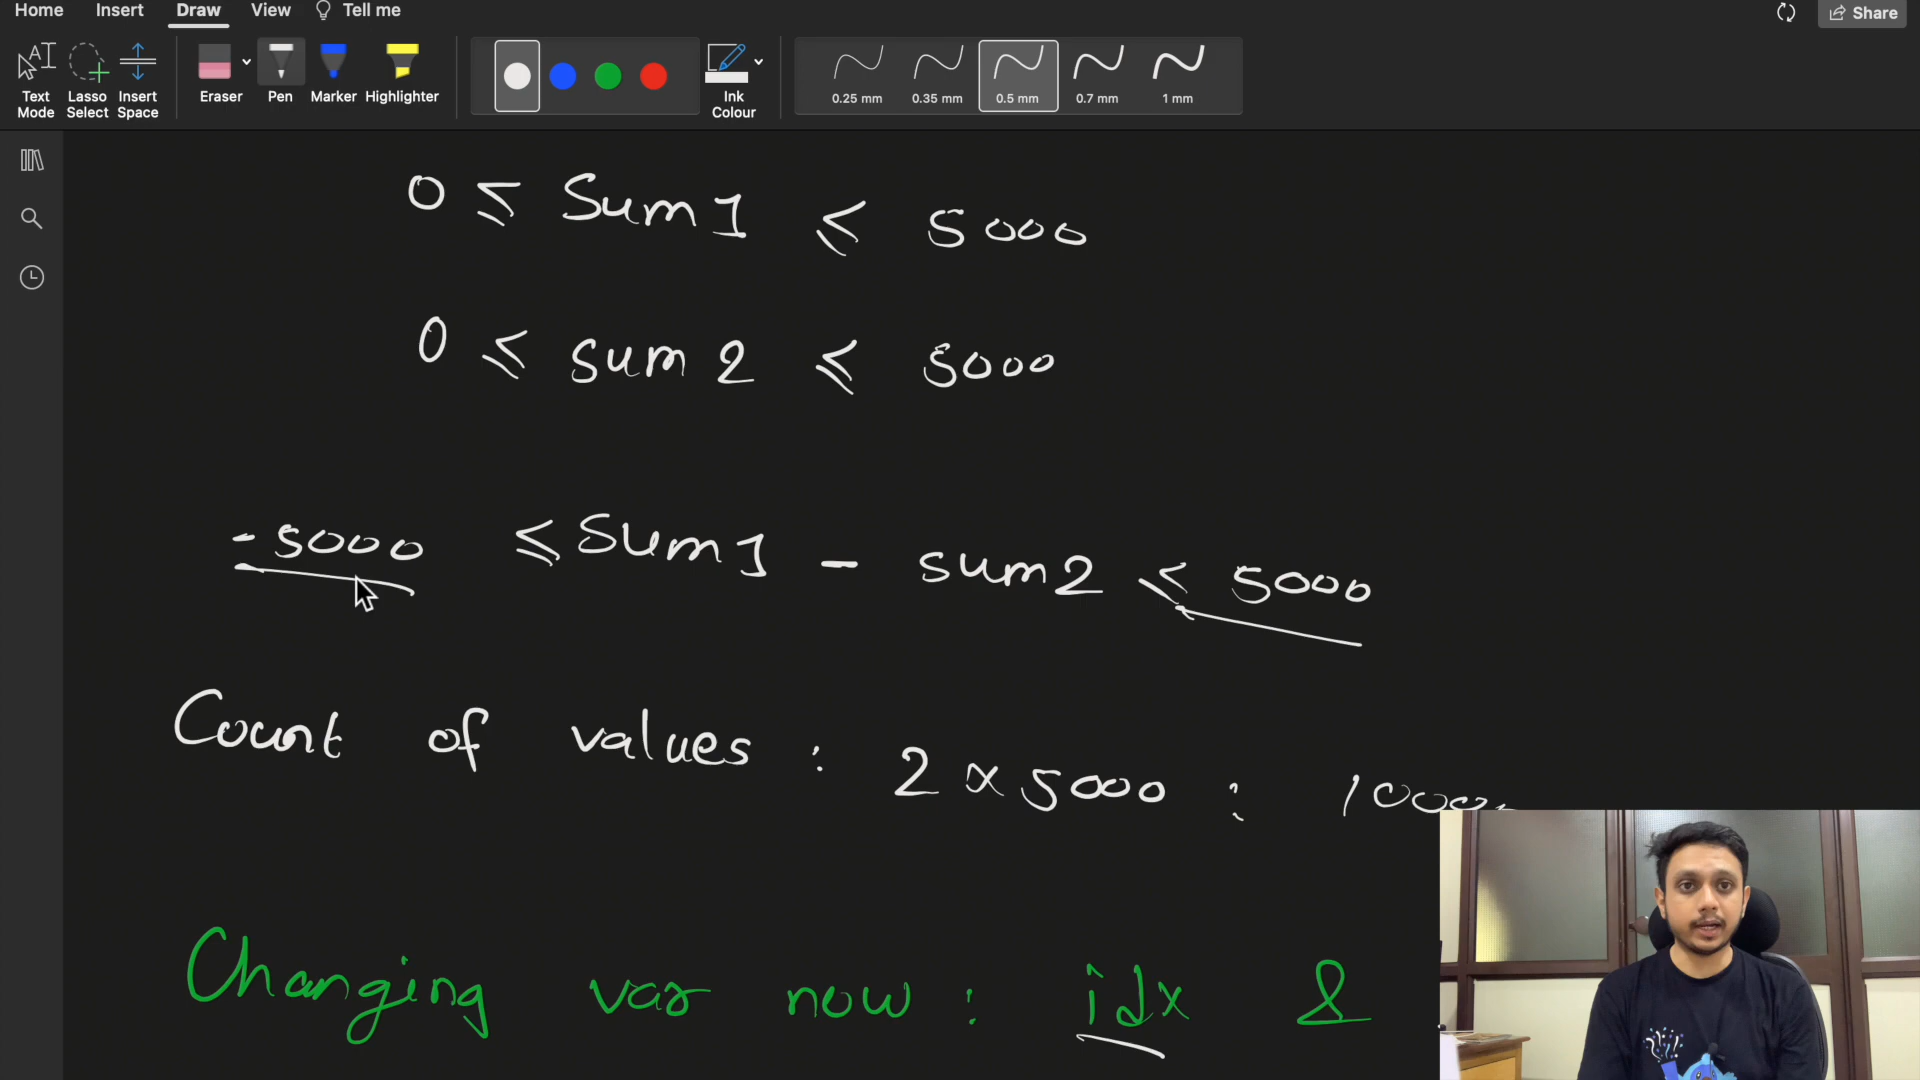 Home Insert Draw View Tell me Share
Text Mode Lasso Select Insert Space Eraser Pen Marker Highlighter Ink Colour 0.25 mm 0.35 mm 0.5 mm 0.7 mm 1 mm
0 ≤ Sum1 ≤ 5000
0 ≤ sum2 ≤ 5000
-5000 ≤ Sum1 - sum2 ≤ 5000
Count of values : 2 x 5000 :
Changing var now : idx &